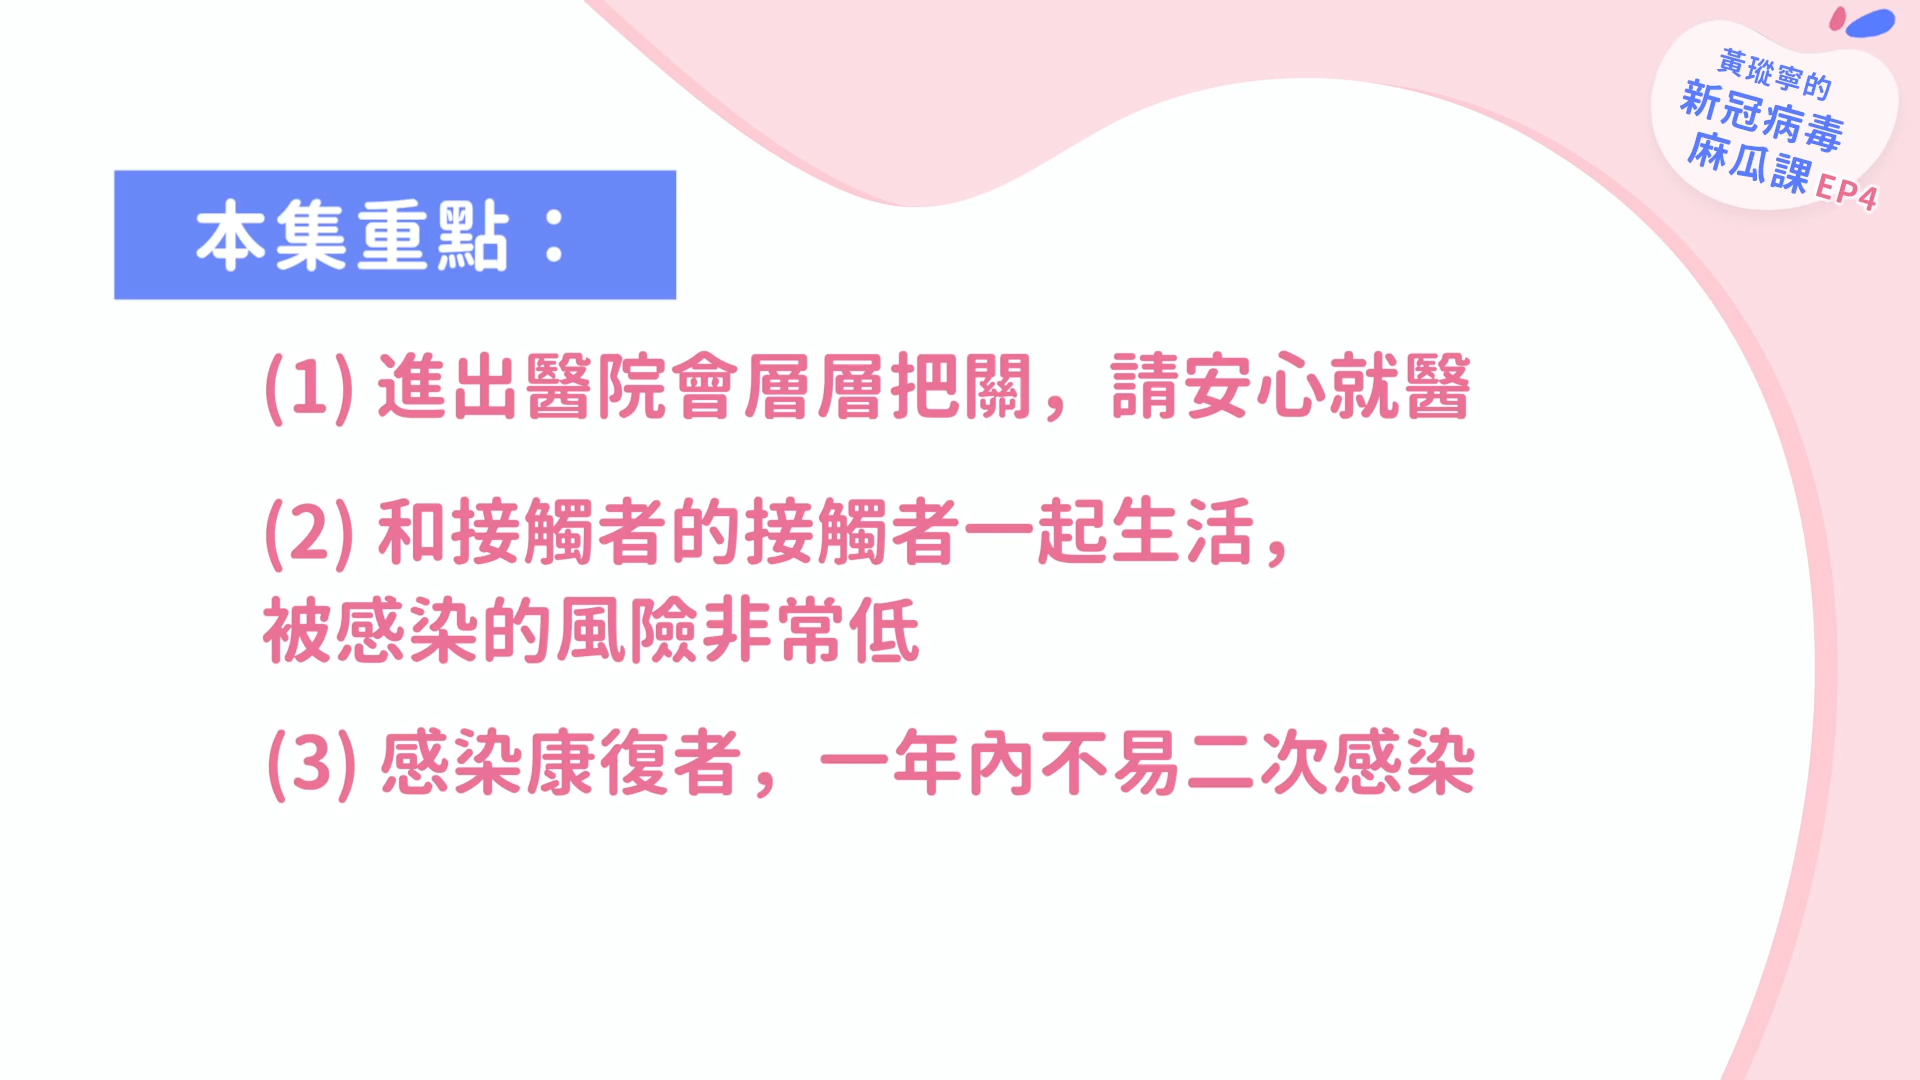 黃瑽寧的
新冠病毒
麻瓜課EP4
本集重點：
(1) 進出醫院會層層把關，請安心就醫
(2) 和接觸者的接觸者一起生活，
被感染的風險非常低
(3) 感染康復者，一年內不易二次感染